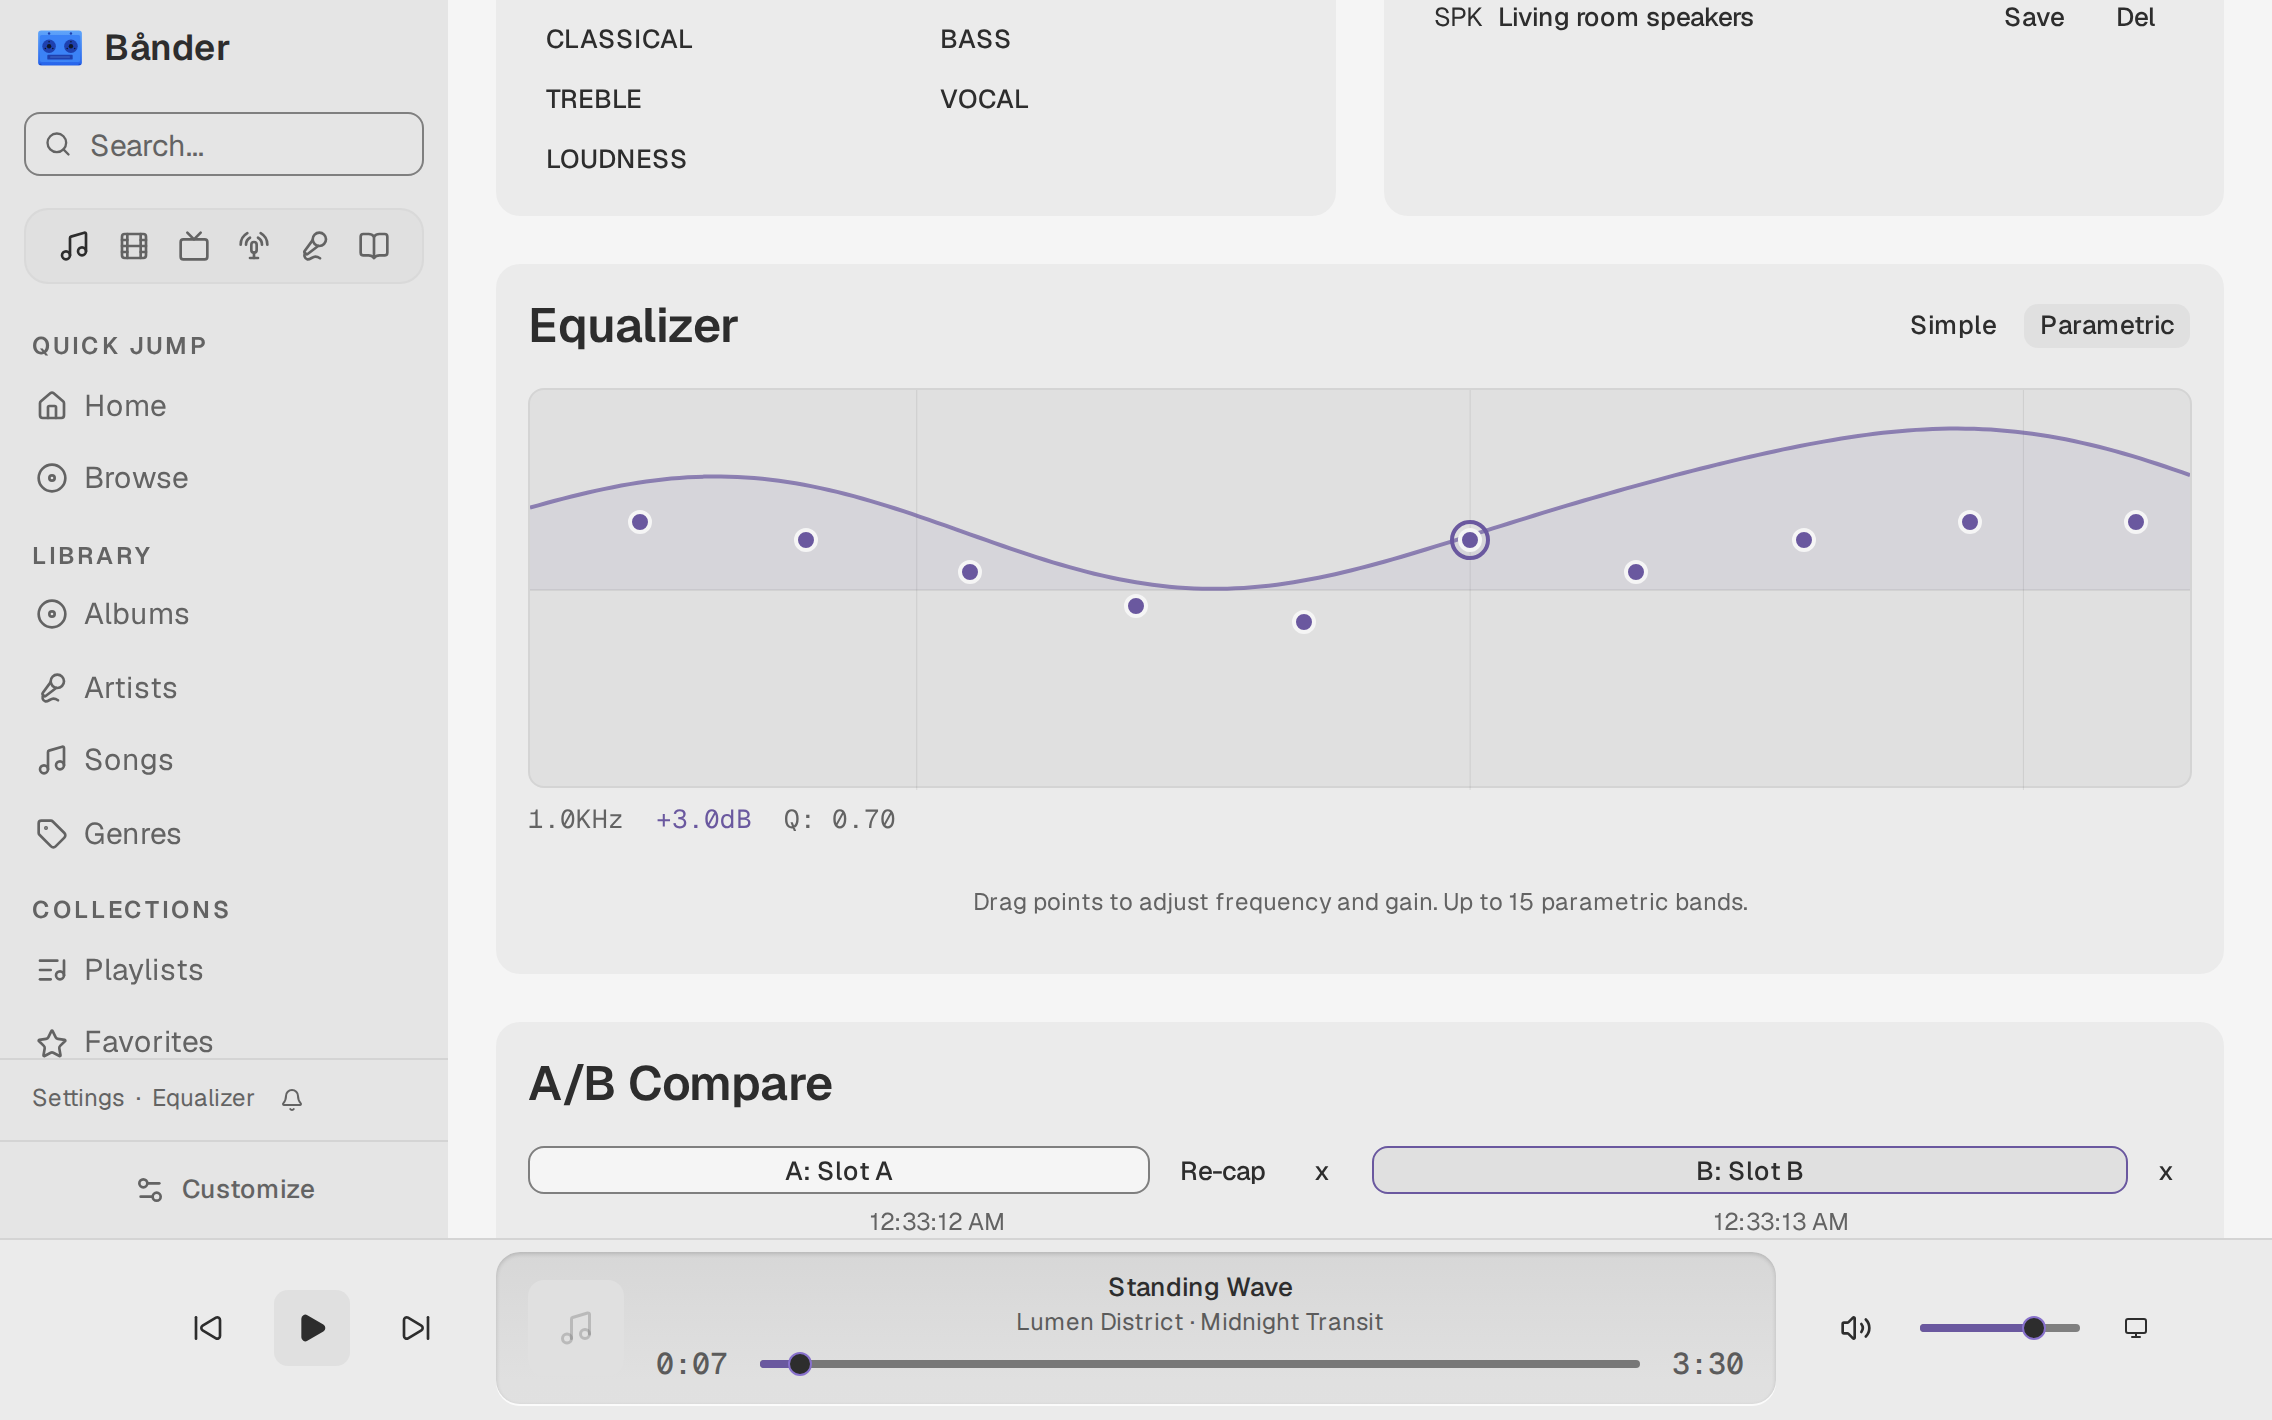 Bånder
Search...
QUICK JUMP
Home
Browse
LIBRARY
Albums
Artists
Songs
Genres
COLLECTIONS
Playlists
Favorites
Settings · Equalizer
Customize
CLASSICAL
BASS
TREBLE
VOCAL
LOUDNESS
SPK Living room speakers Save Del
Equalizer
Simple Parametric
1.0KHz +3.0dB Q: 0.70
Drag points to adjust frequency and gain. Up to 15 parametric bands.
A/B Compare
A: Slot A Re-cap x B: Slot B x
12:33:12 AM 12:33:13 AM
Standing Wave
Lumen District · Midnight Transit
0:07 3:30